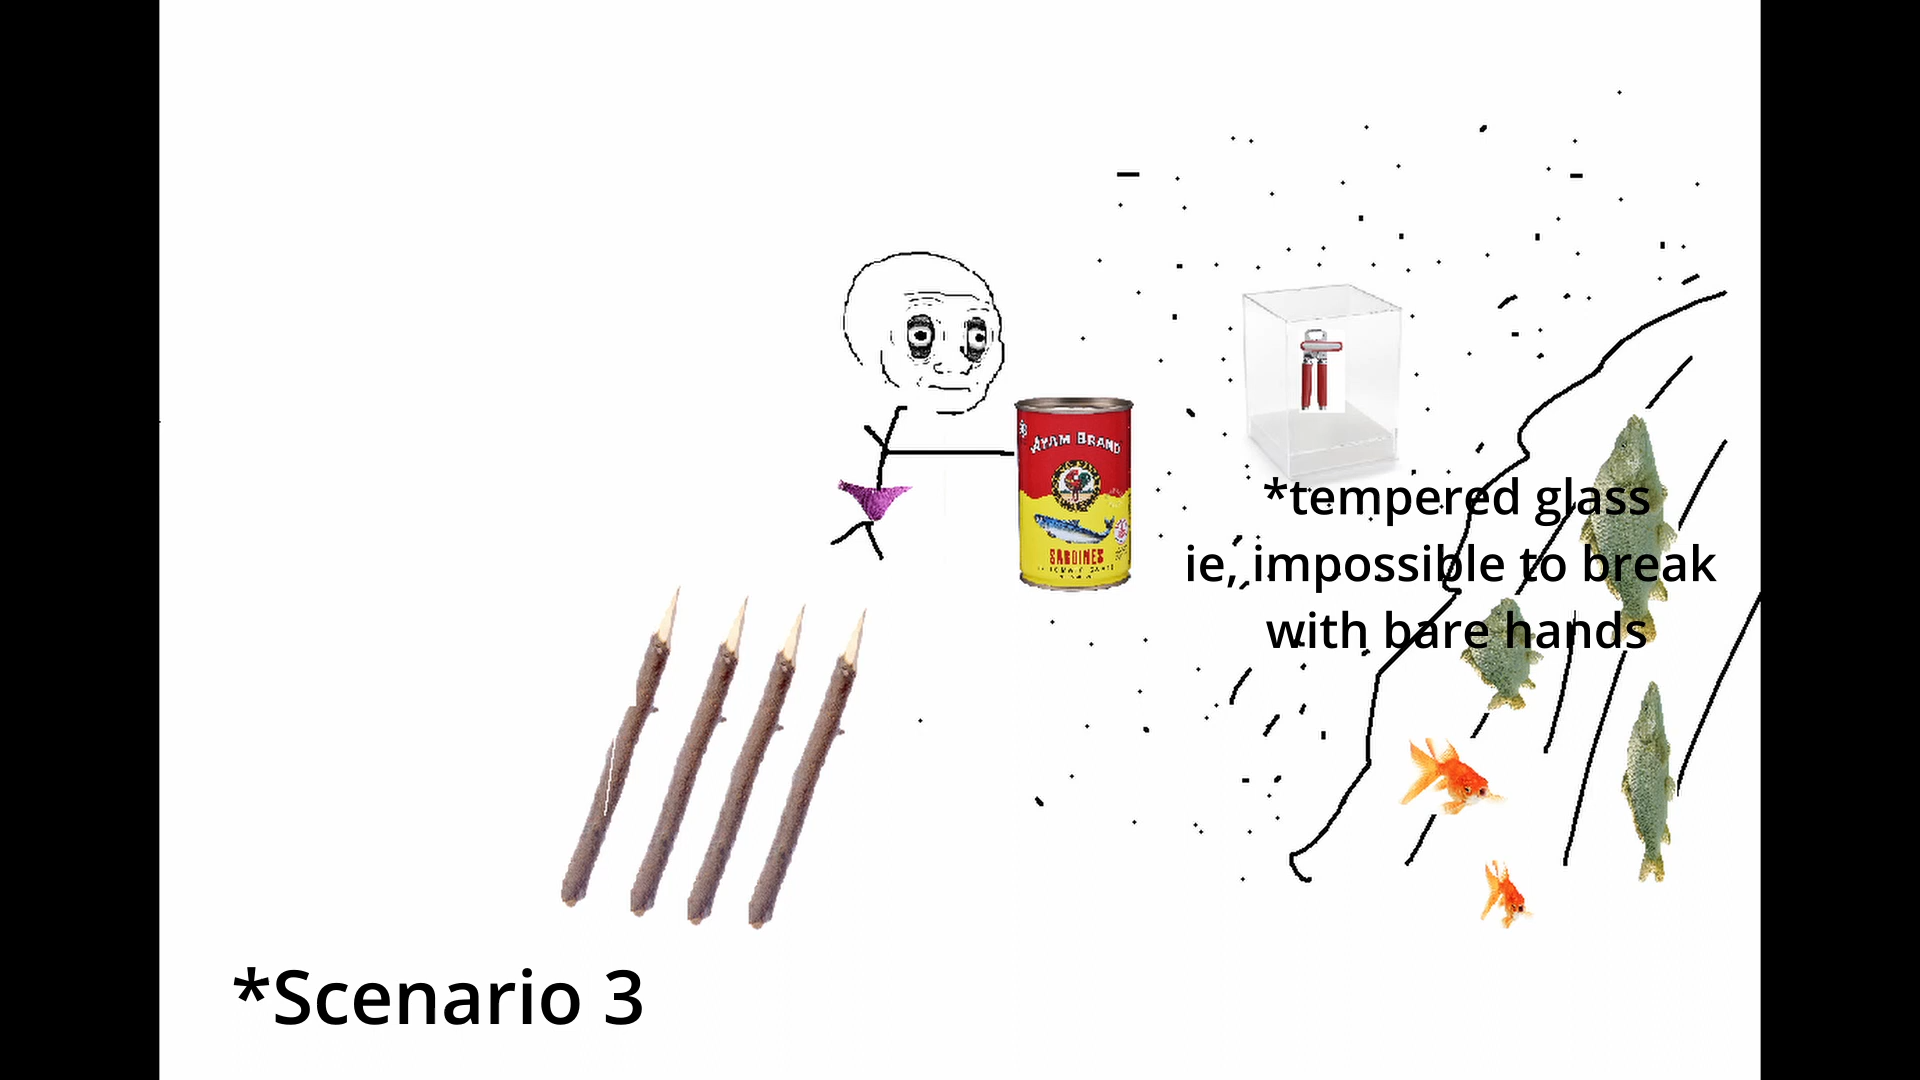 AYAM BRAND
SARDINES
*tempered glass
ie, impossible to break
with bare hands
*Scenario 3